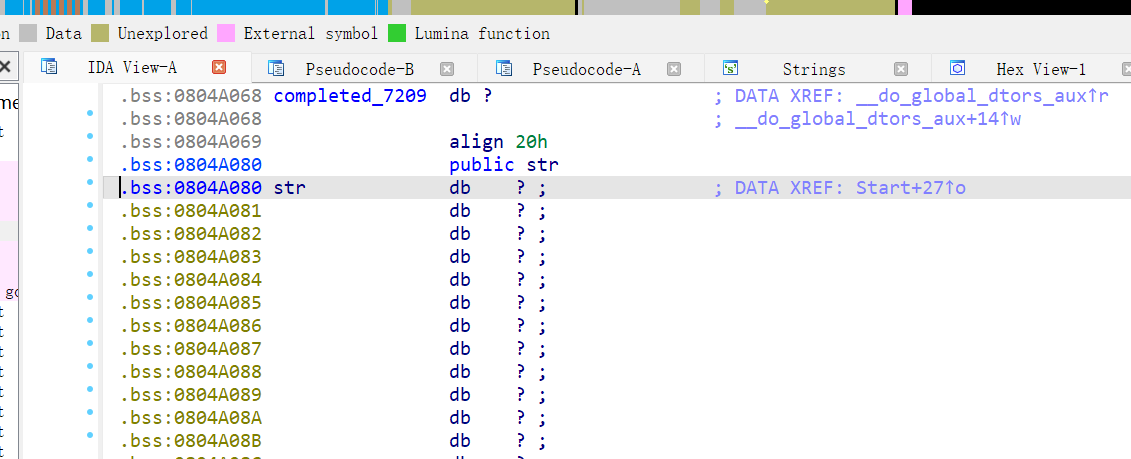 Data Unexplored External symbol Lumina function
IDA View-A Pseudocode-B Pseudocode-A Strings Hex View-1
.bss:0804A068 completed_7209 db ? ; DATA XREF: __do_global_dtors_aux↑r
.bss:0804A068 ; __do_global_dtors_aux+14↑w
.bss:0804A069 align 20h
.bss:0804A080 public str
.bss:0804A080 str db ? ; ; DATA XREF: Start+27↑o
.bss:0804A081 db ? ;
.bss:0804A082 db ? ;
.bss:0804A083 db ? ;
.bss:0804A084 db ? ;
.bss:0804A085 db ? ;
.bss:0804A086 db ? ;
.bss:0804A087 db ? ;
.bss:0804A088 db ? ;
.bss:0804A089 db ? ;
.bss:0804A08A db ? ;
.bss:0804A08B db ? ;